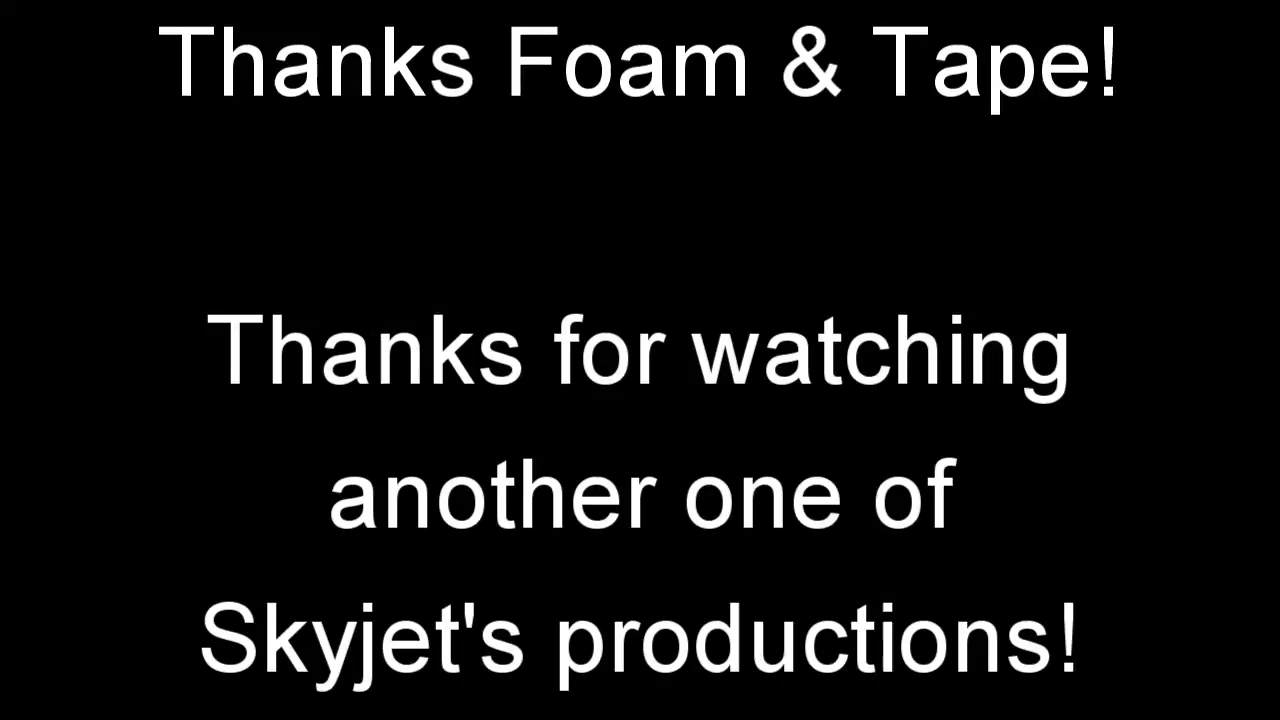 Thanks Foam & Tape!
Thanks for watching
another one of
Skyjet's productions!